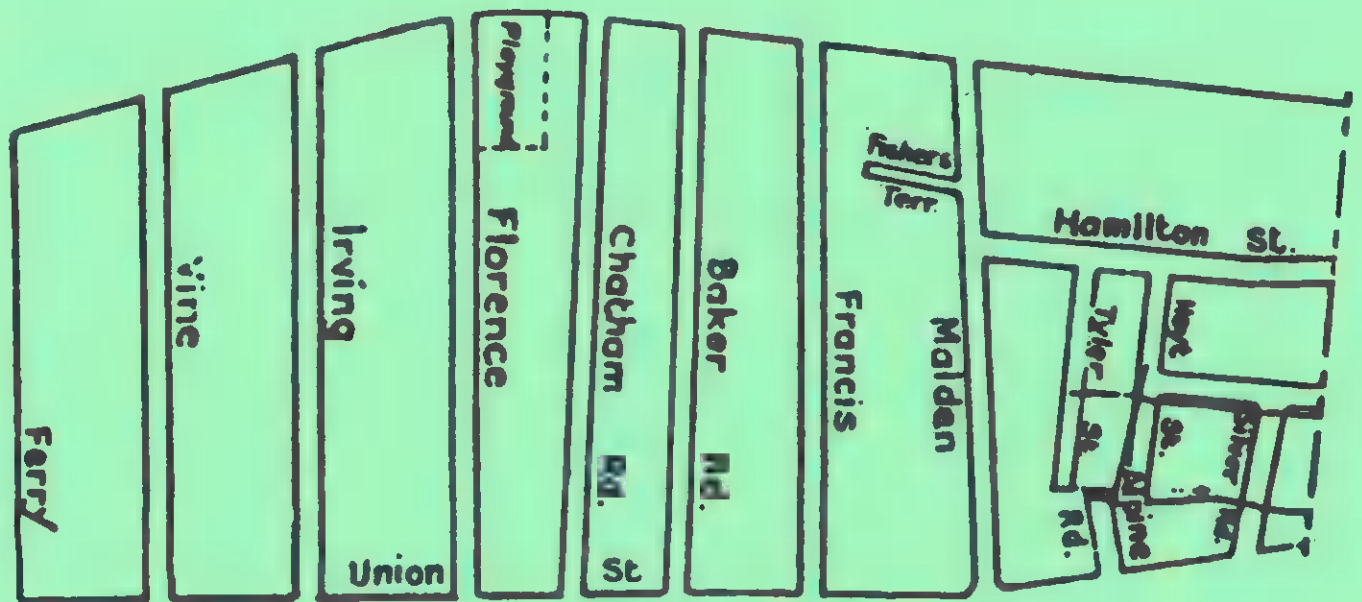 Playground
Fishers
Terr.
Hamilton St.
Florence
Chatham Rd.
Irving
Vine
Baker Rd.
Francis
Malden
Tyler St.
Hoyt St.
Silver Rd.
Alpine Rd.
Ferry
Union St